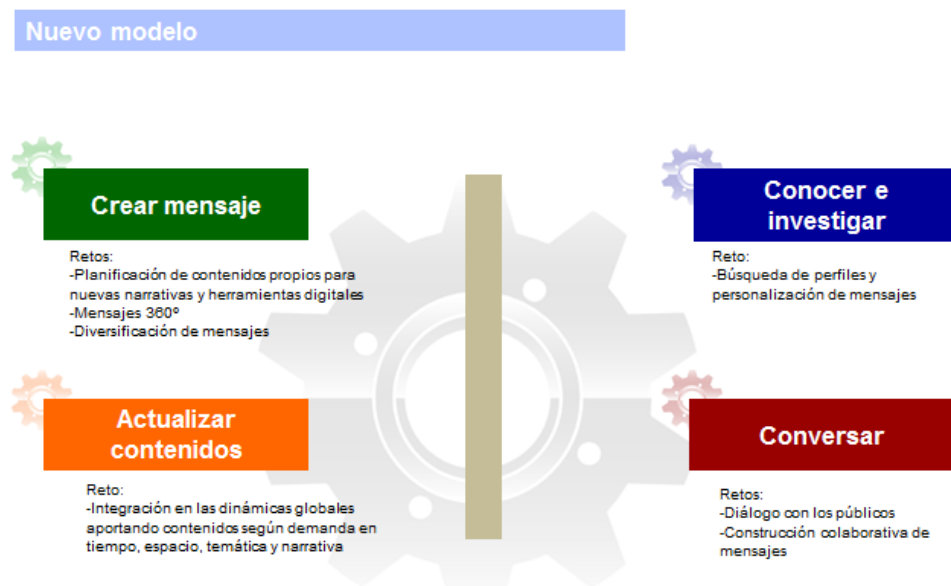 Nuevo modelo
Crear mensaje
Retos:
-Planificación de contenidos propios para
nuevas narrativas y herramientas digitales
-Mensajes 360º
-Diversificación de mensajes
Conocer e
investigar
Reto:
-Búsqueda de perfiles y
personalización de mensajes
Actualizar
contenidos
Reto:
-Integración en las dinámicas globales
aportando contenidos según demanda en
tiempo, espacio, temática y narrativa
Conversar
Retos:
-Diálogo con los públicos
-Construcción colaborativa de
mensajes